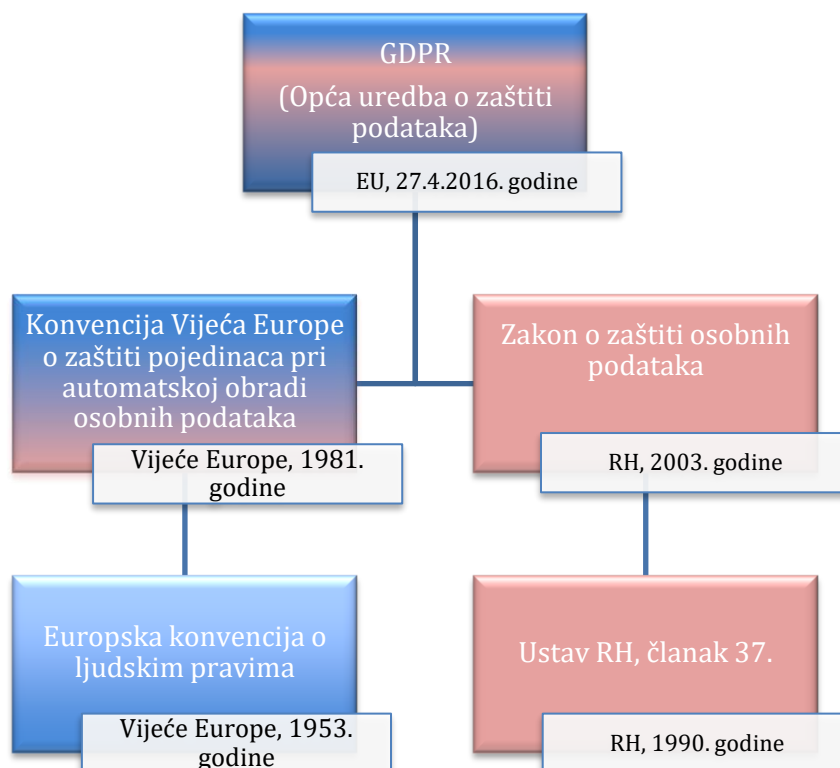 GDPR
(Opća uredba o zaštiti
podataka)
EU, 27.4.2016. godine
Konvencija Vijeća Europe
o zaštiti pojedinaca pri
automatskoj obradi
osobnih podataka
Vijeće Europe, 1981.
godine
Zakon o zaštiti osobnih
podataka
RH, 2003. godine
Europska konvencija o
ljudskim pravima
Vijeće Europe, 1953.
godine
Ustav RH, članak 37.
RH, 1990. godine